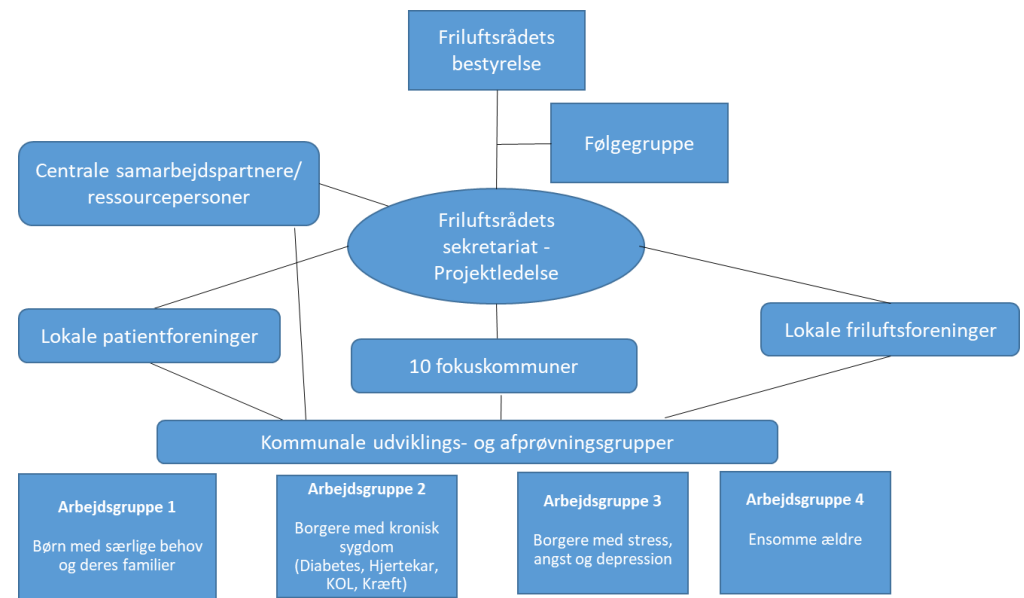 Friluftsrådets
bestyrelse
Følgegruppe
Centrale samarbejdspartnere/
ressourcepersoner
Friluftsrådets
sekretariat -
Projektledelse
Lokale patientforeninger
10 fokuskommuner
Lokale friluftsforeninger
Kommunale udviklings- og afprøvningsgrupper
Arbejdsgruppe 1
Børn med særlige behov
og deres familier
Arbejdsgruppe 2
Borgere med kronisk
sygdom
(Diabetes, Hjertekar,
KOL, Kræft)
Arbejdsgruppe 3
Borgere med stress,
angst og depression
Arbejdsgruppe 4
Ensomme ældre